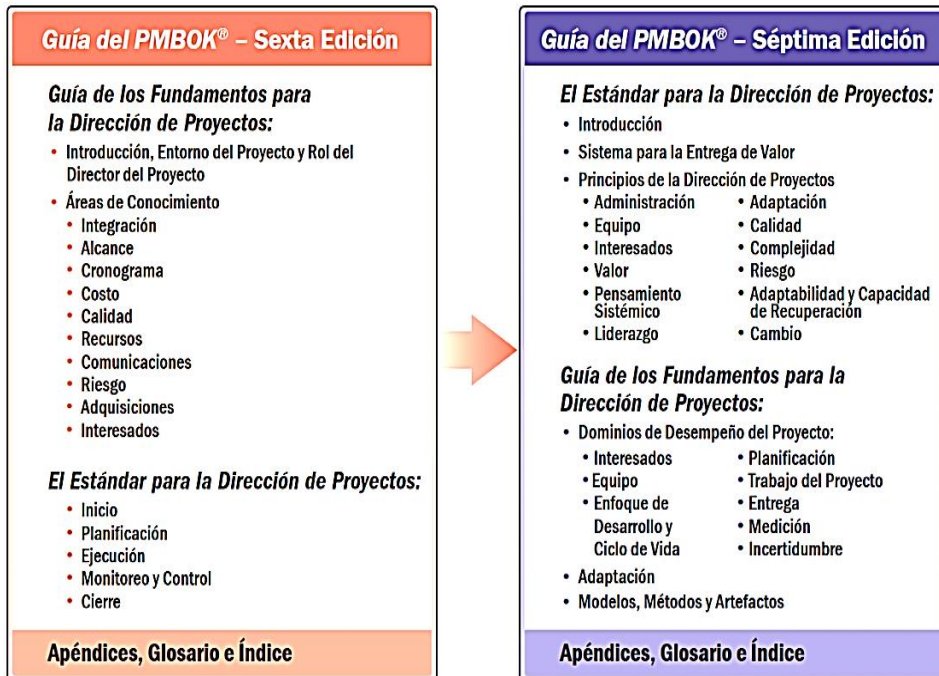 Guía del PMBOK® – Sexta Edición
Guía de los Fundamentos para
la Dirección de Proyectos:
• Introducción, Entorno del Proyecto y Rol del
Director del Proyecto
• Áreas de Conocimiento
• Integración
• Alcance
• Cronograma
• Costo
• Calidad
• Recursos
• Comunicaciones
• Riesgo
• Adquisiciones
• Interesados
El Estándar para la Dirección de Proyectos:
• Inicio
• Planificación
• Ejecución
• Monitoreo y Control
• Cierre
Apéndices, Glosario e Índice
Guía del PMBOK® – Séptima Edición
El Estándar para la Dirección de Proyectos:
• Introducción
• Sistema para la Entrega de Valor
• Principios de la Dirección de Proyectos
• Administración
• Equipo
• Interesados
• Valor
• Pensamiento
Sistémico
• Liderazgo
• Adaptación
• Calidad
• Complejidad
• Riesgo
• Adaptabilidad y Capacidad
de Recuperación
• Cambio
Guía de los Fundamentos para la
Dirección de Proyectos:
• Dominios de Desempeño del Proyecto:
• Interesados
• Equipo
• Enfoque de
Desarrollo y
Ciclo de Vida
• Planificación
• Trabajo del Proyecto
• Entrega
• Medición
• Incertidumbre
• Adaptación
• Modelos, Métodos y Artefactos
Apéndices, Glosario e Índice